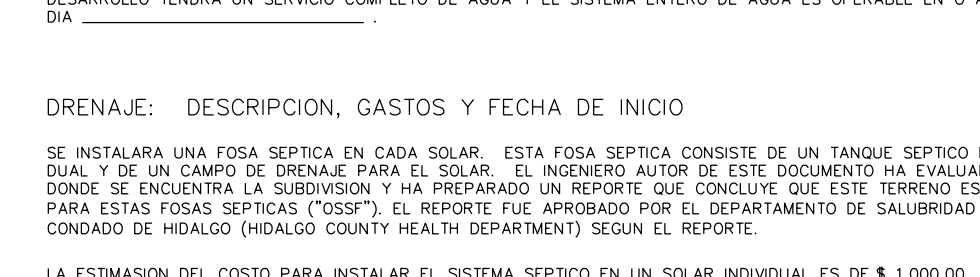 DESARROLLO TENDRA UN SERVICIO COMPLETO DE AGUA Y EL SISTEMA ENTERO DE AGUA ES OPERABLE EN O
DIA ______________________ .
DRENAJE: DESCRIPCION, GASTOS Y FECHA DE INICIO
SE INSTALARA UNA FOSA SEPTICA EN CADA SOLAR. ESTA FOSA SEPTICA CONSISTE DE UN TANQUE SEPTICO
DUAL Y DE UN CAMPO DE DRENAJE PARA EL SOLAR. EL INGENIERO AUTOR DE ESTE DOCUMENTO HA EVALUA
DONDE SE ENCUENTRA LA SUBDIVISION Y HA PREPARADO UN REPORTE QUE CONCLUYE QUE ESTE TERRENO ES
PARA ESTAS FOSAS SEPTICAS ("OSSF"). EL REPORTE FUE APROBADO POR EL DEPARTAMENTO DE SALUBRIDAD
CONDADO DE HIDALGO (HIDALGO COUNTY HEALTH DEPARTMENT) SEGUN EL REPORTE.
LA ESTIMASION DEL COSTO PARA INSTALAR EL SISTEMA SEPTICO EN UN SOLAR INDIVIDUAL ES DE $ 1,000.00